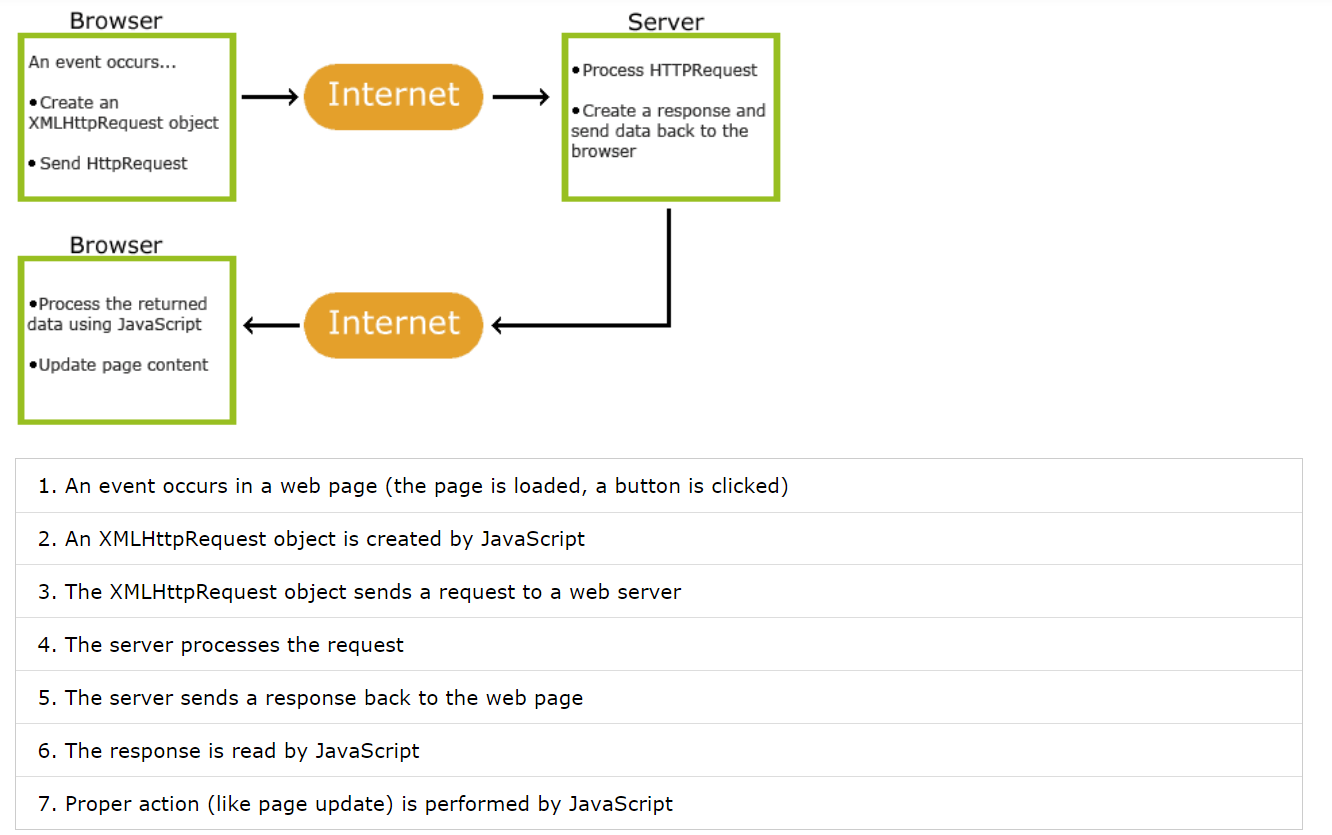 Browser
An event occurs...
•Create an
XMLHttpRequest object
• Send HttpRequest
Internet
Server
•Process HTTPRequest
•Create a response and
send data back to the
browser
Browser
•Process the returned
data using JavaScript
•Update page content
Internet
1. An event occurs in a web page (the page is loaded, a button is clicked)
2. An XMLHttpRequest object is created by JavaScript
3. The XMLHttpRequest object sends a request to a web server
4. The server processes the request
5. The server sends a response back to the web page
6. The response is read by JavaScript
7. Proper action (like page update) is performed by JavaScript